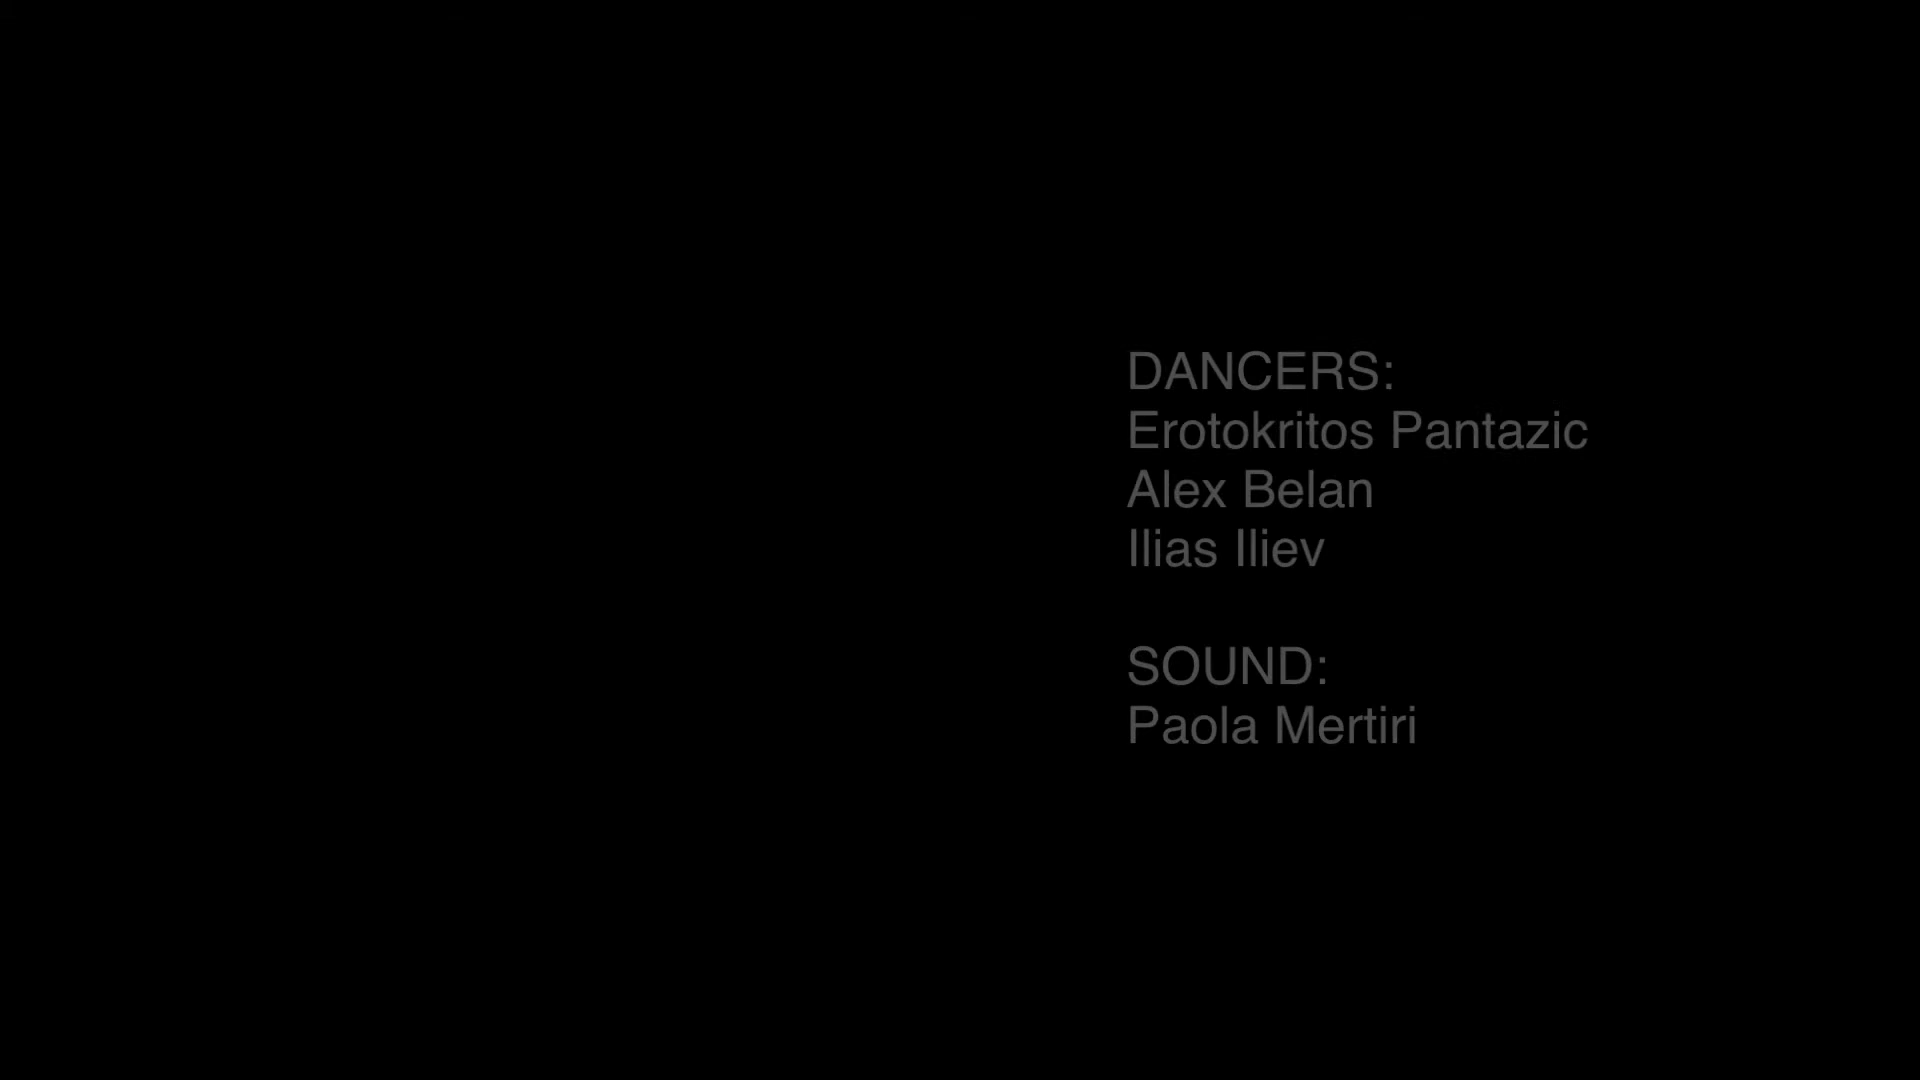 DANCERS:
Erotokritos Pantazic
Alex Belan
Ilias Iliev
SOUND:
Paola Mertiri